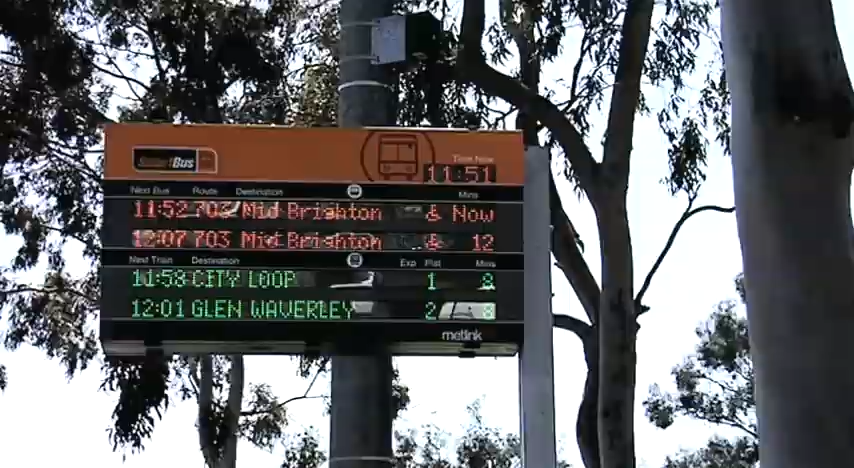 SmartBus
Time Now
11:51
Next Bus Route Destination Mins
11:52 703 Mid Brighton Now
12:07 703 Mid Brighton 12
Next Train Destination Exp Plat Mins
11:58 CITY LOOP 1
12:01 GLEN WAVERLEY 2 8
metlink